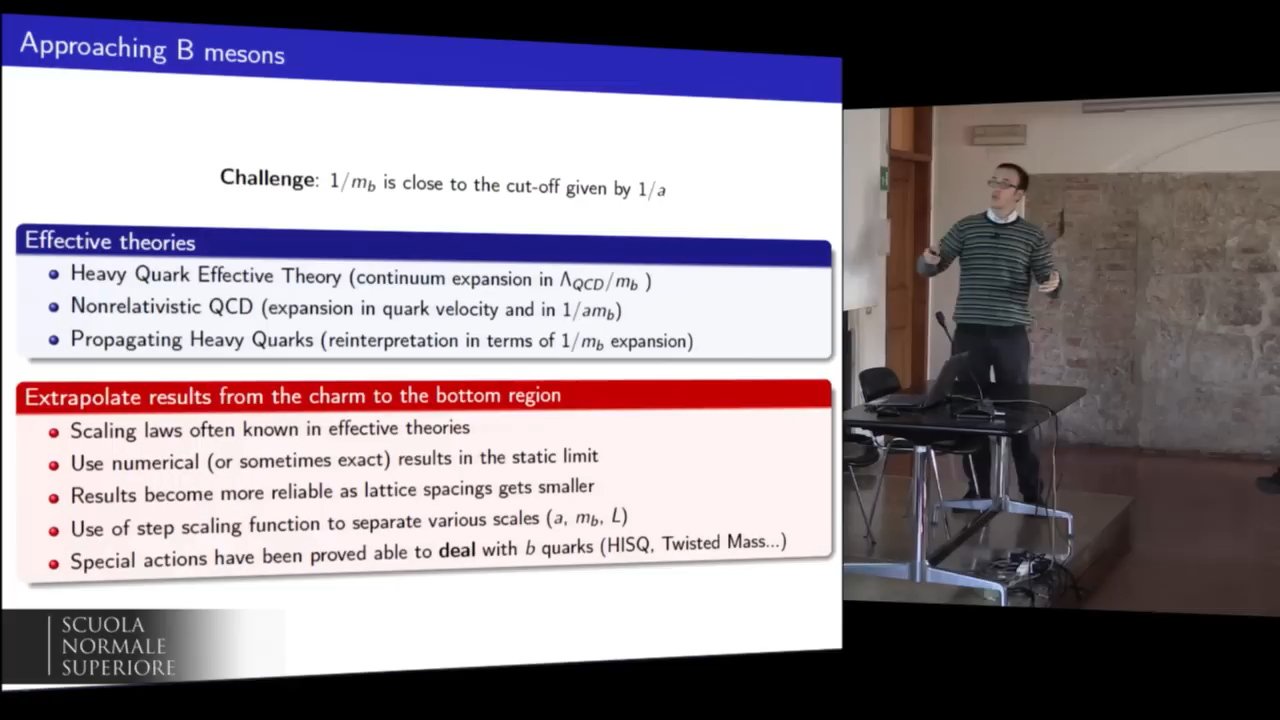 Approaching B mesons
Challenge: 1/m_b is close to the cut-off given by 1/a
Effective theories
Heavy Quark Effective Theory (continuum expansion in Λ_QCD/m_b )
Nonrelativistic QCD (expansion in quark velocity and in 1/am_b)
Propagating Heavy Quarks (reinterpretation in terms of 1/m_b expansion)
Extrapolate results from the charm to the bottom region
Scaling laws often known in effective theories
Use numerical (or sometimes exact) results in the static limit
Results become more reliable as lattice spacings gets smaller
Use of step scaling function to separate various scales (a, m_b, L)
Special actions have been proved able to deal with b quarks (HISQ, Twisted Mass...)
SCUOLA
NORMALE
SUPERIORE